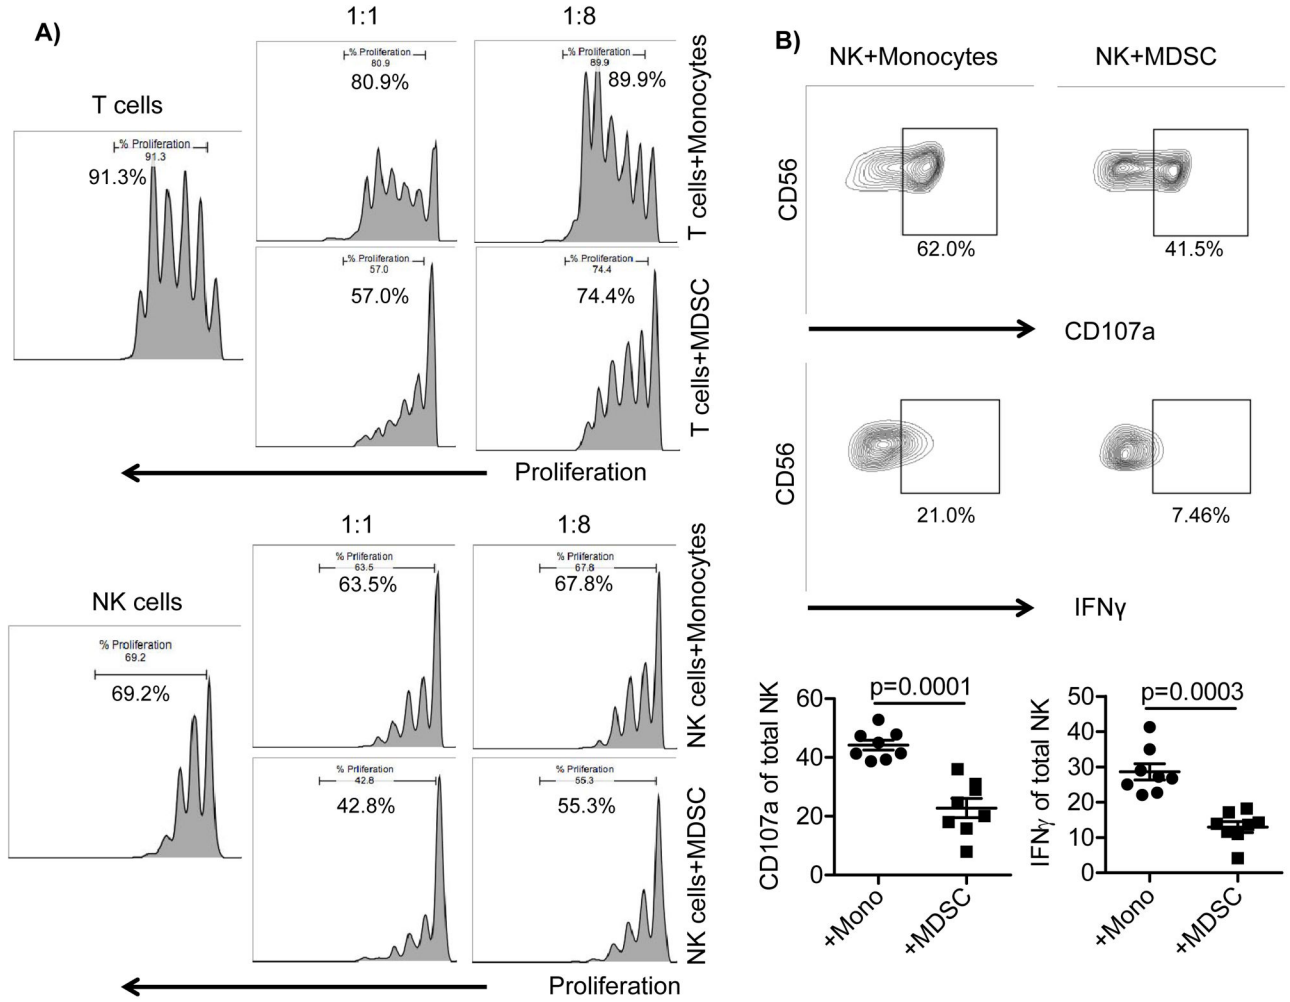 A)
1:1
1:8
T cells
% Proliferation
91.3
91.3%
% Proliferation
80.9
80.9%
% Proliferation
89.9
89.9%
T cells+Monocytes
% Proliferation
57.0
57.0%
% Proliferation
74.4
74.4%
T cells+MDSC
Proliferation
1:1
1:8
NK cells
% Proliferation
69.2
69.2%
% Prliferation
63.5
63.5%
% Prliferation
67.8
67.8%
NK cells+Monocytes
% Prliferation
42.8
42.8%
% Prliferation
55.3
55.3%
NK cells+MDSC
Proliferation
B)
NK+Monocytes
NK+MDSC
CD56
62.0%
41.5%
CD107a
CD56
21.0%
7.46%
IFNγ
CD107a of total NK
60
40
20
0
p=0.0001
+Mono
+MDSC
IFNγ of total NK
50
40
30
20
10
0
p=0.0003
+Mono
+MDSC